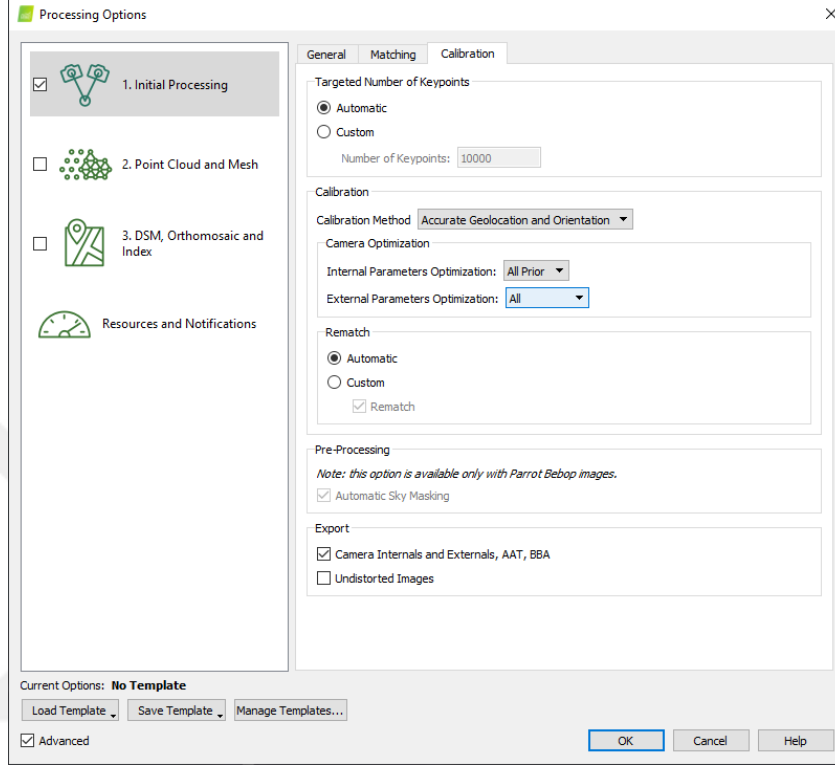 Processing Options
1. Initial Processing
2. Point Cloud and Mesh
3. DSM, Orthomosaic and
Index
Resources and Notifications
General Matching Calibration
Targeted Number of Keypoints
Automatic
Custom
Number of Keypoints: 10000
Calibration
Calibration Method Accurate Geolocation and Orientation
Camera Optimization
Internal Parameters Optimization: All Prior
External Parameters Optimization: All
Rematch
Automatic
Custom
Rematch
Pre-Processing
Note: this option is available only with Parrot Bebop images.
Automatic Sky Masking
Export
Camera Internals and Externals, AAT, BBA
Undistorted Images
Current Options: No Template
Load Template Save Template Manage Templates...
Advanced OK Cancel Help